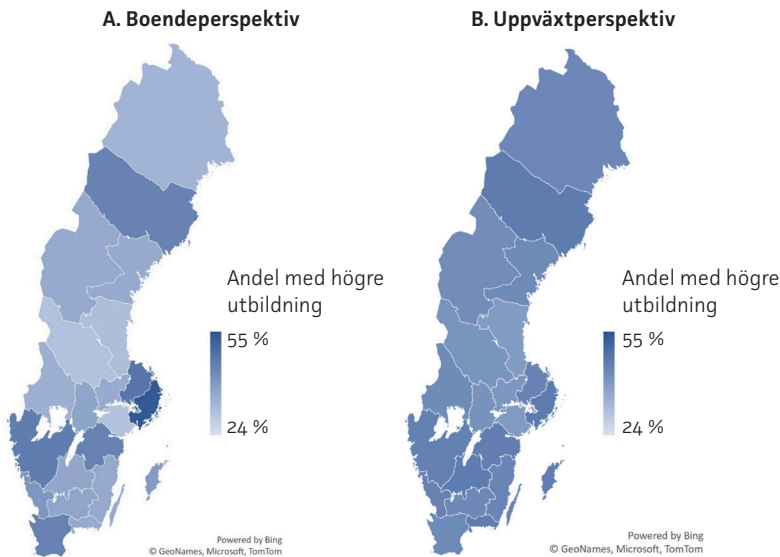 A. Boendeperspektiv
B. Uppväxtperspektiv
Andel med högre
utbildning
55 %
24 %
Andel med högre
utbildning
55 %
24 %
Powered by Bing
© GeoNames, Microsoft, TomTom
Powered by Bing
© GeoNames, Microsoft, TomTom